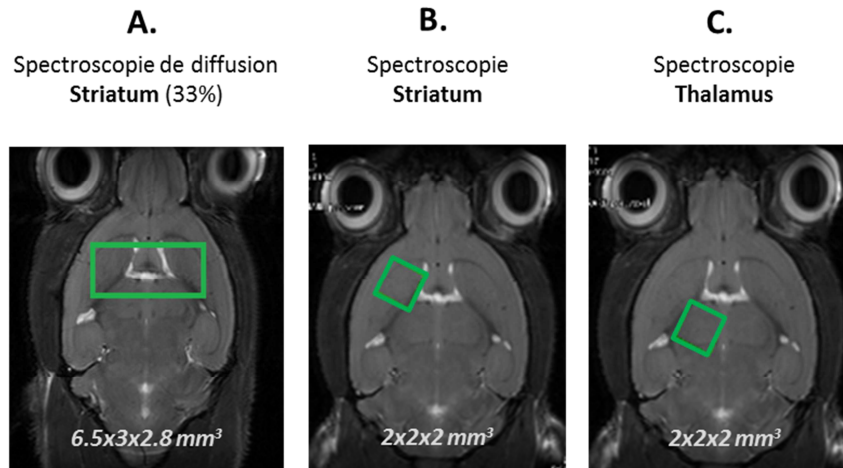 A.
Spectroscopie de diffusion
Striatum (33%)
6.5x3x2.8 mm³
B.
Spectroscopie
Striatum
2x2x2 mm³
C.
Spectroscopie
Thalamus
2x2x2 mm³